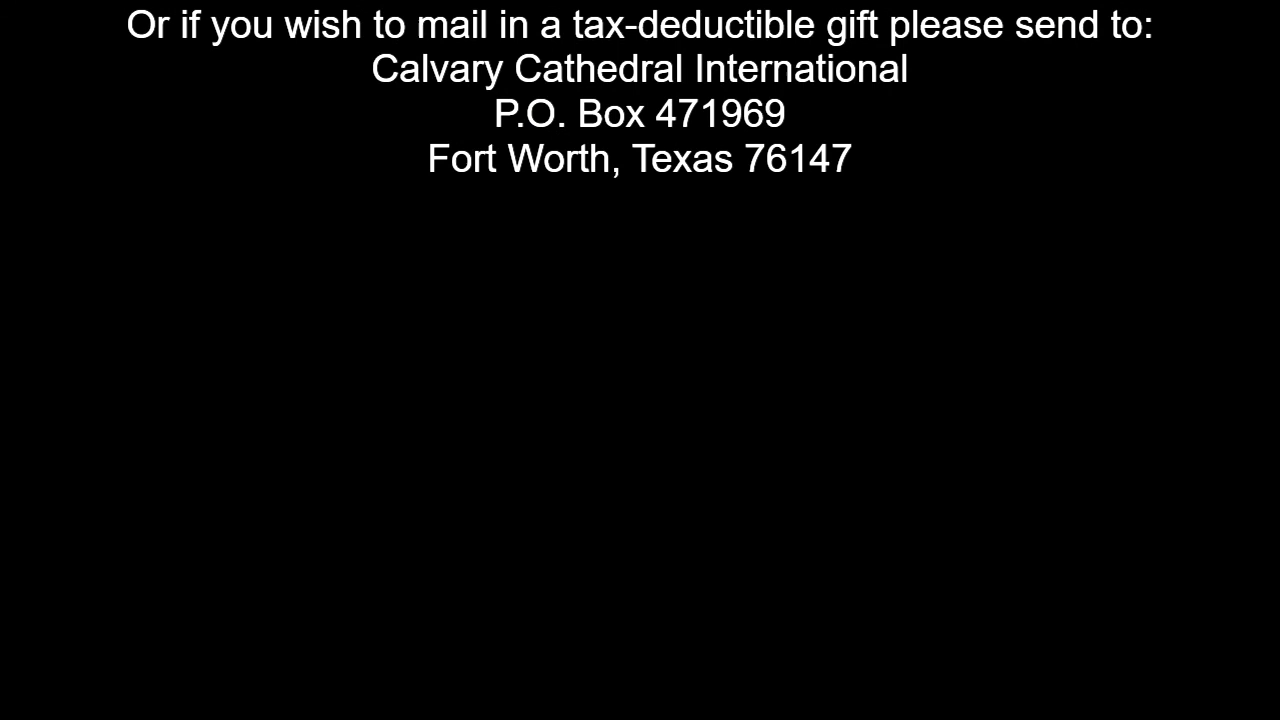 Or if you wish to mail in a tax-deductible gift please send to:
Calvary Cathedral International
P.O. Box 471969
Fort Worth, Texas 76147